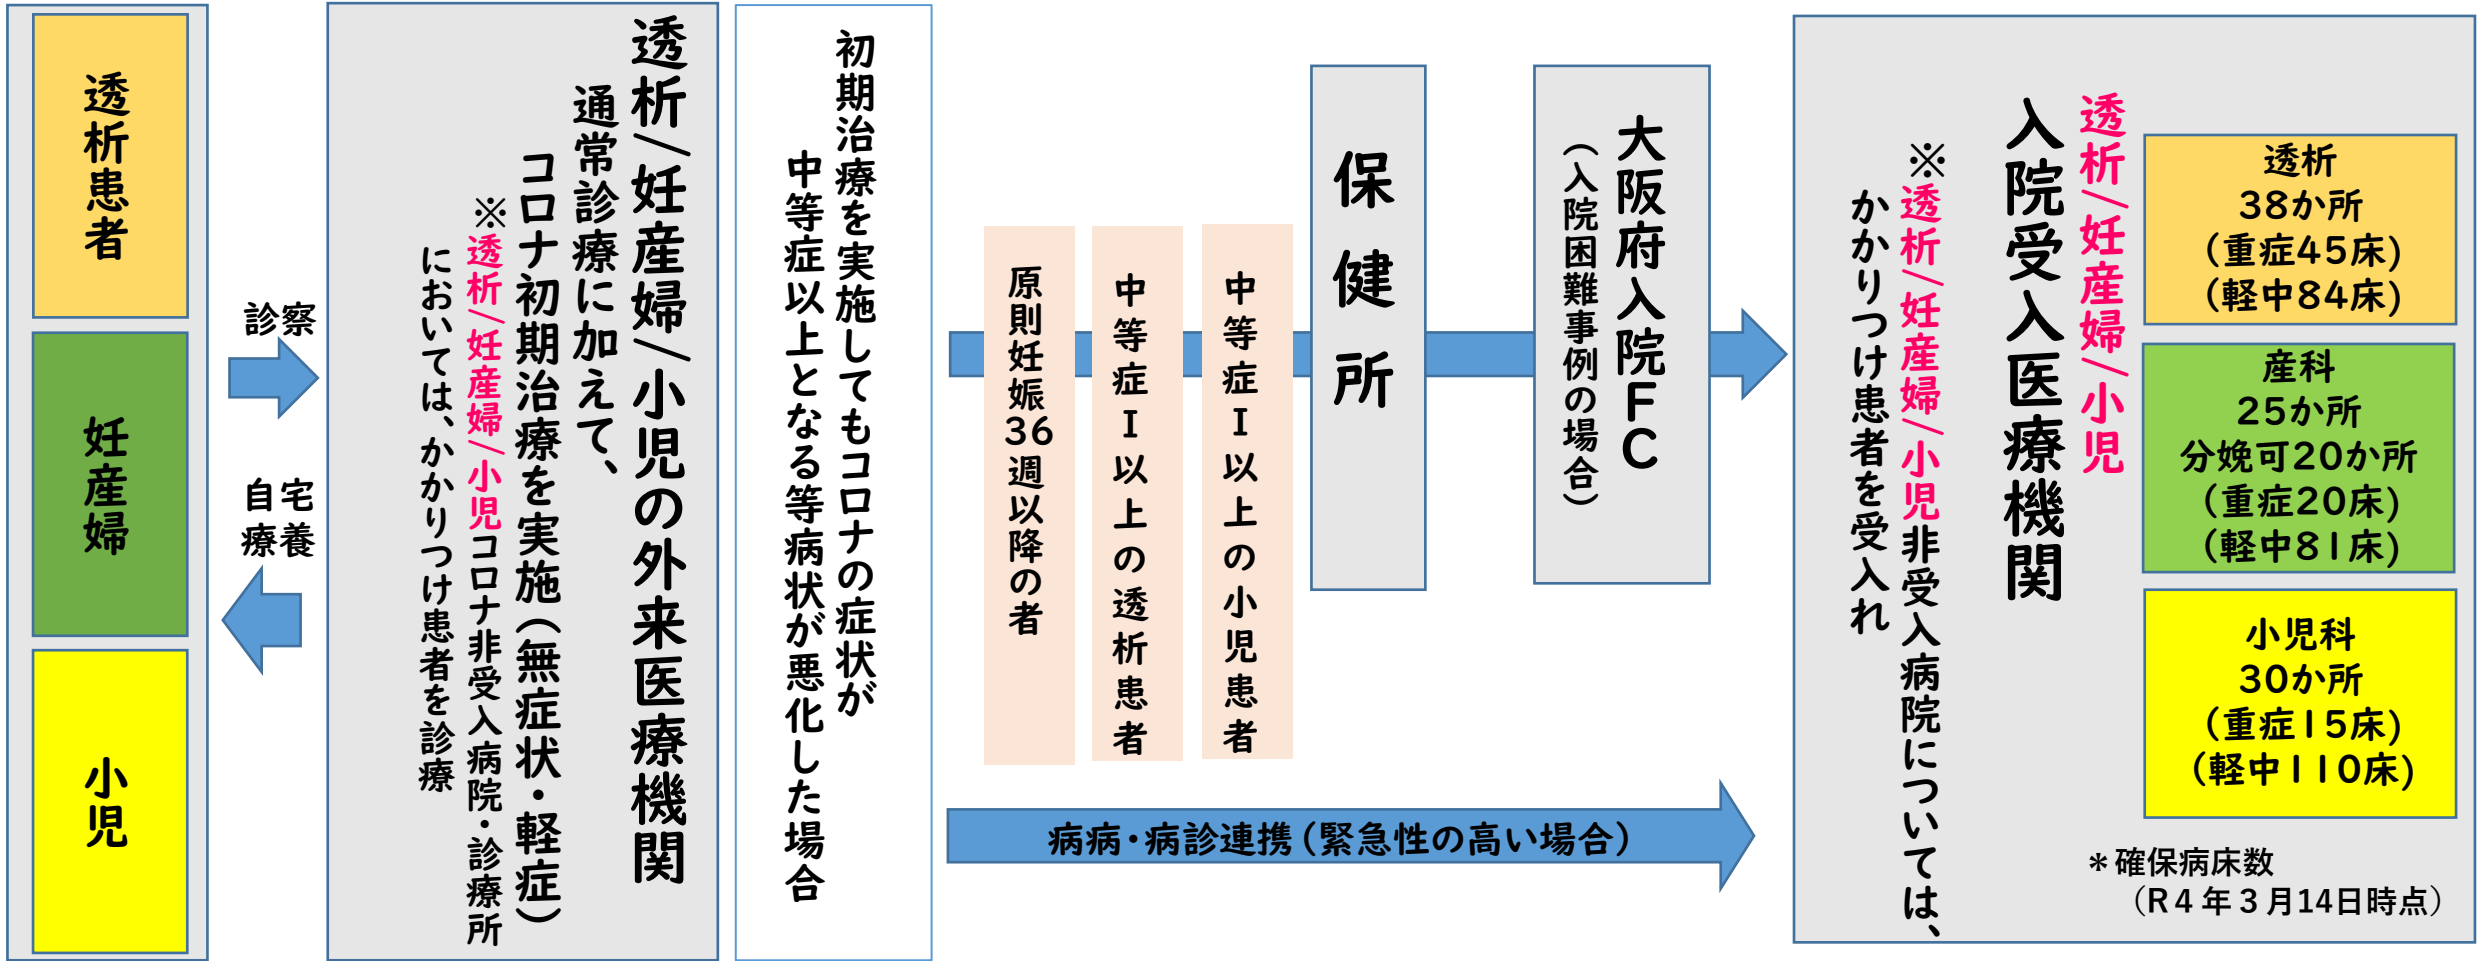 透析患者
妊産婦
小児
診察
自宅
療養
透析/妊産婦/小児の外来医療機関
通常診療に加えて、
コロナ初期治療を実施(無症状・軽症)
※透析/妊産婦/小児コロナ非受入病院・診療所
においては、かかりつけ患者を診療
初期治療を実施してもコロナの症状が
中等症以上となる等病状が悪化した場合
原則妊娠36週以降の者
中等症Ⅰ以上の透析患者
中等症Ⅰ以上の小児患者
保健所
大阪府入院FC
(入院困難事例の場合)
病病・病診連携(緊急性の高い場合)
透析/妊産婦/小児
入院受入医療機関
※透析/妊産婦/小児非受入病院については、
かかりつけ患者を受入れ
透析
38か所
(重症45床)
(軽中84床)
産科
25か所
分娩可20か所
(重症20床)
(軽中81床)
小児科
30か所
(重症15床)
(軽中110床)
*確保病床数
(R4年3月14日時点)